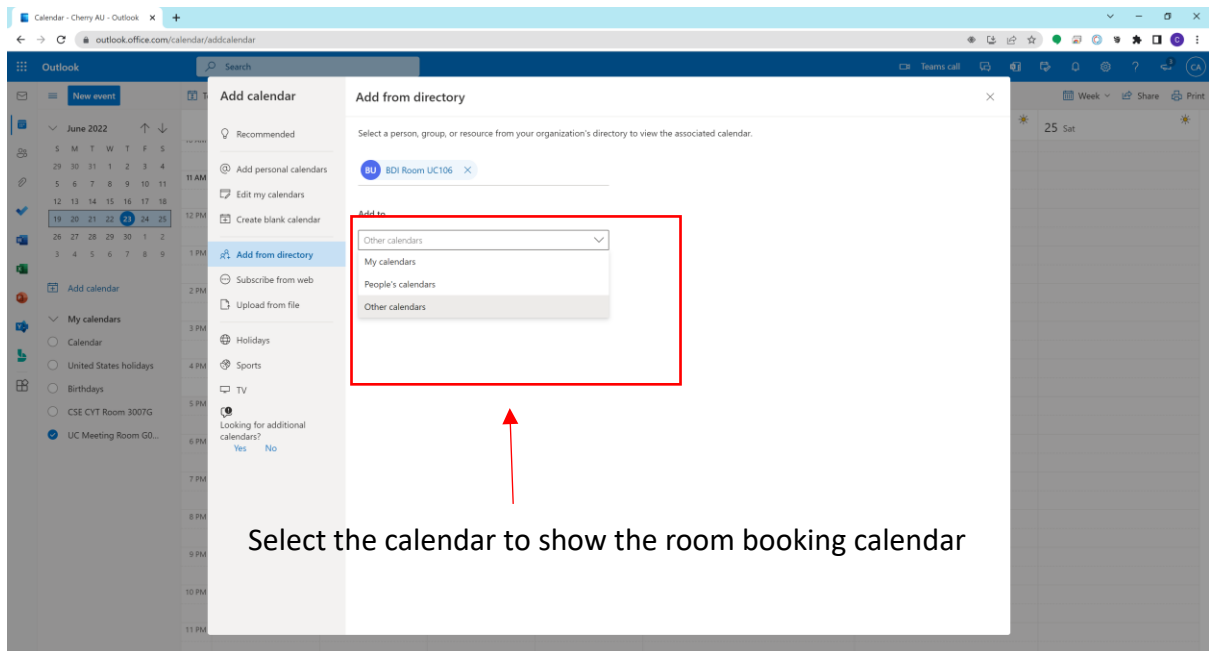 Calendar - Cherry AU - Outlook
outlook.office.com/calendar/addcalendar
Outlook
Search
Teams call
CA
New event
Week
Share
Print
June 2022
S M T W T F S
29 30 31 1 2 3 4
5 6 7 8 9 10 11
12 13 14 15 16 17 18
19 20 21 22 23 24 25
26 27 28 29 30 1 2
3 4 5 6 7 8 9
Add calendar
My calendars
Calendar
United States holidays
Birthdays
CSE CYT Room 3007G
UC Meeting Room G0...
11 AM
12 PM
1 PM
2 PM
3 PM
4 PM
5 PM
6 PM
7 PM
8 PM
9 PM
10 PM
11 PM
25 Sat
Add calendar
Recommended
Add personal calendars
Edit my calendars
Create blank calendar
Add from directory
Subscribe from web
Upload from file
Holidays
Sports
TV
Looking for additional
calendars?
Yes No
Add from directory
Select a person, group, or resource from your organization's directory to view the associated calendar.
BU BDI Room UC106
Add to
Other calendars
My calendars
People's calendars
Other calendars
Select the calendar to show the room booking calendar